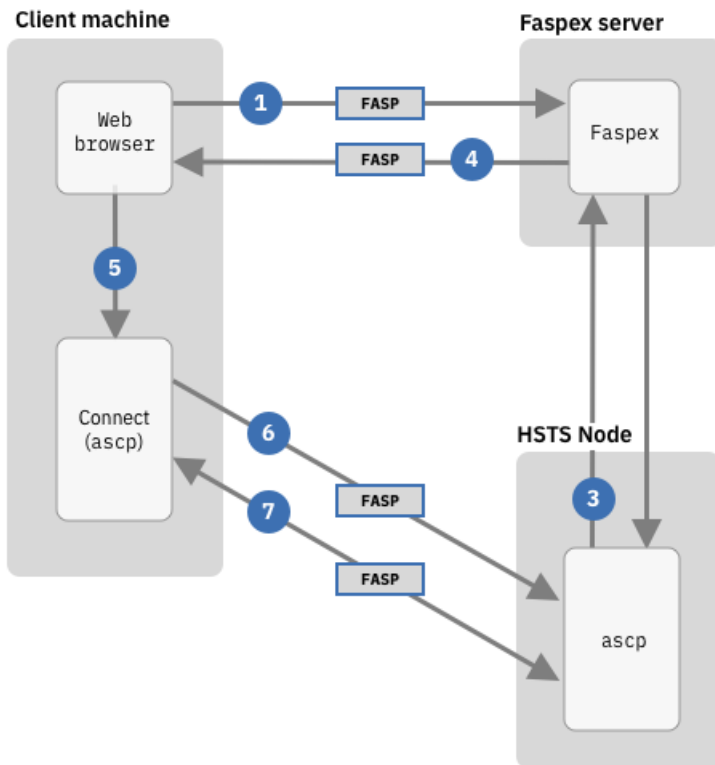 Client machine
Faspex server
Web
browser
1
FASP
Faspex
FASP
4
5
Connect
(ascp)
6
HSTS Node
7
FASP
3
FASP
ascp